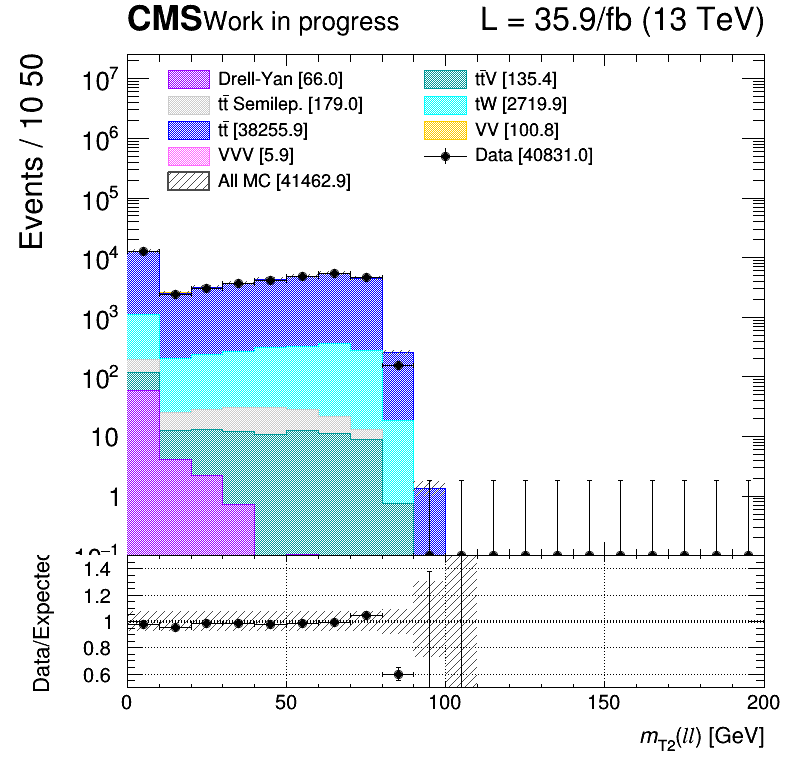 CMS Work in progress L = 35.9/fb (13 TeV)
Events / 10 50
10⁷
10⁶
10⁵
10⁴
10³
10²
10
1
10⁻¹
Drell-Yan [66.0]
tt̄ Semilep. [179.0]
tt̄ [38255.9]
VVV [5.9]
All MC [41462.9]
tt̄V [135.4]
tW [2719.9]
VV [100.8]
Data [40831.0]
Data/Expected
1.4
1.2
1
0.8
0.6
0 50 100 150 200
m_T2(ll) [GeV]